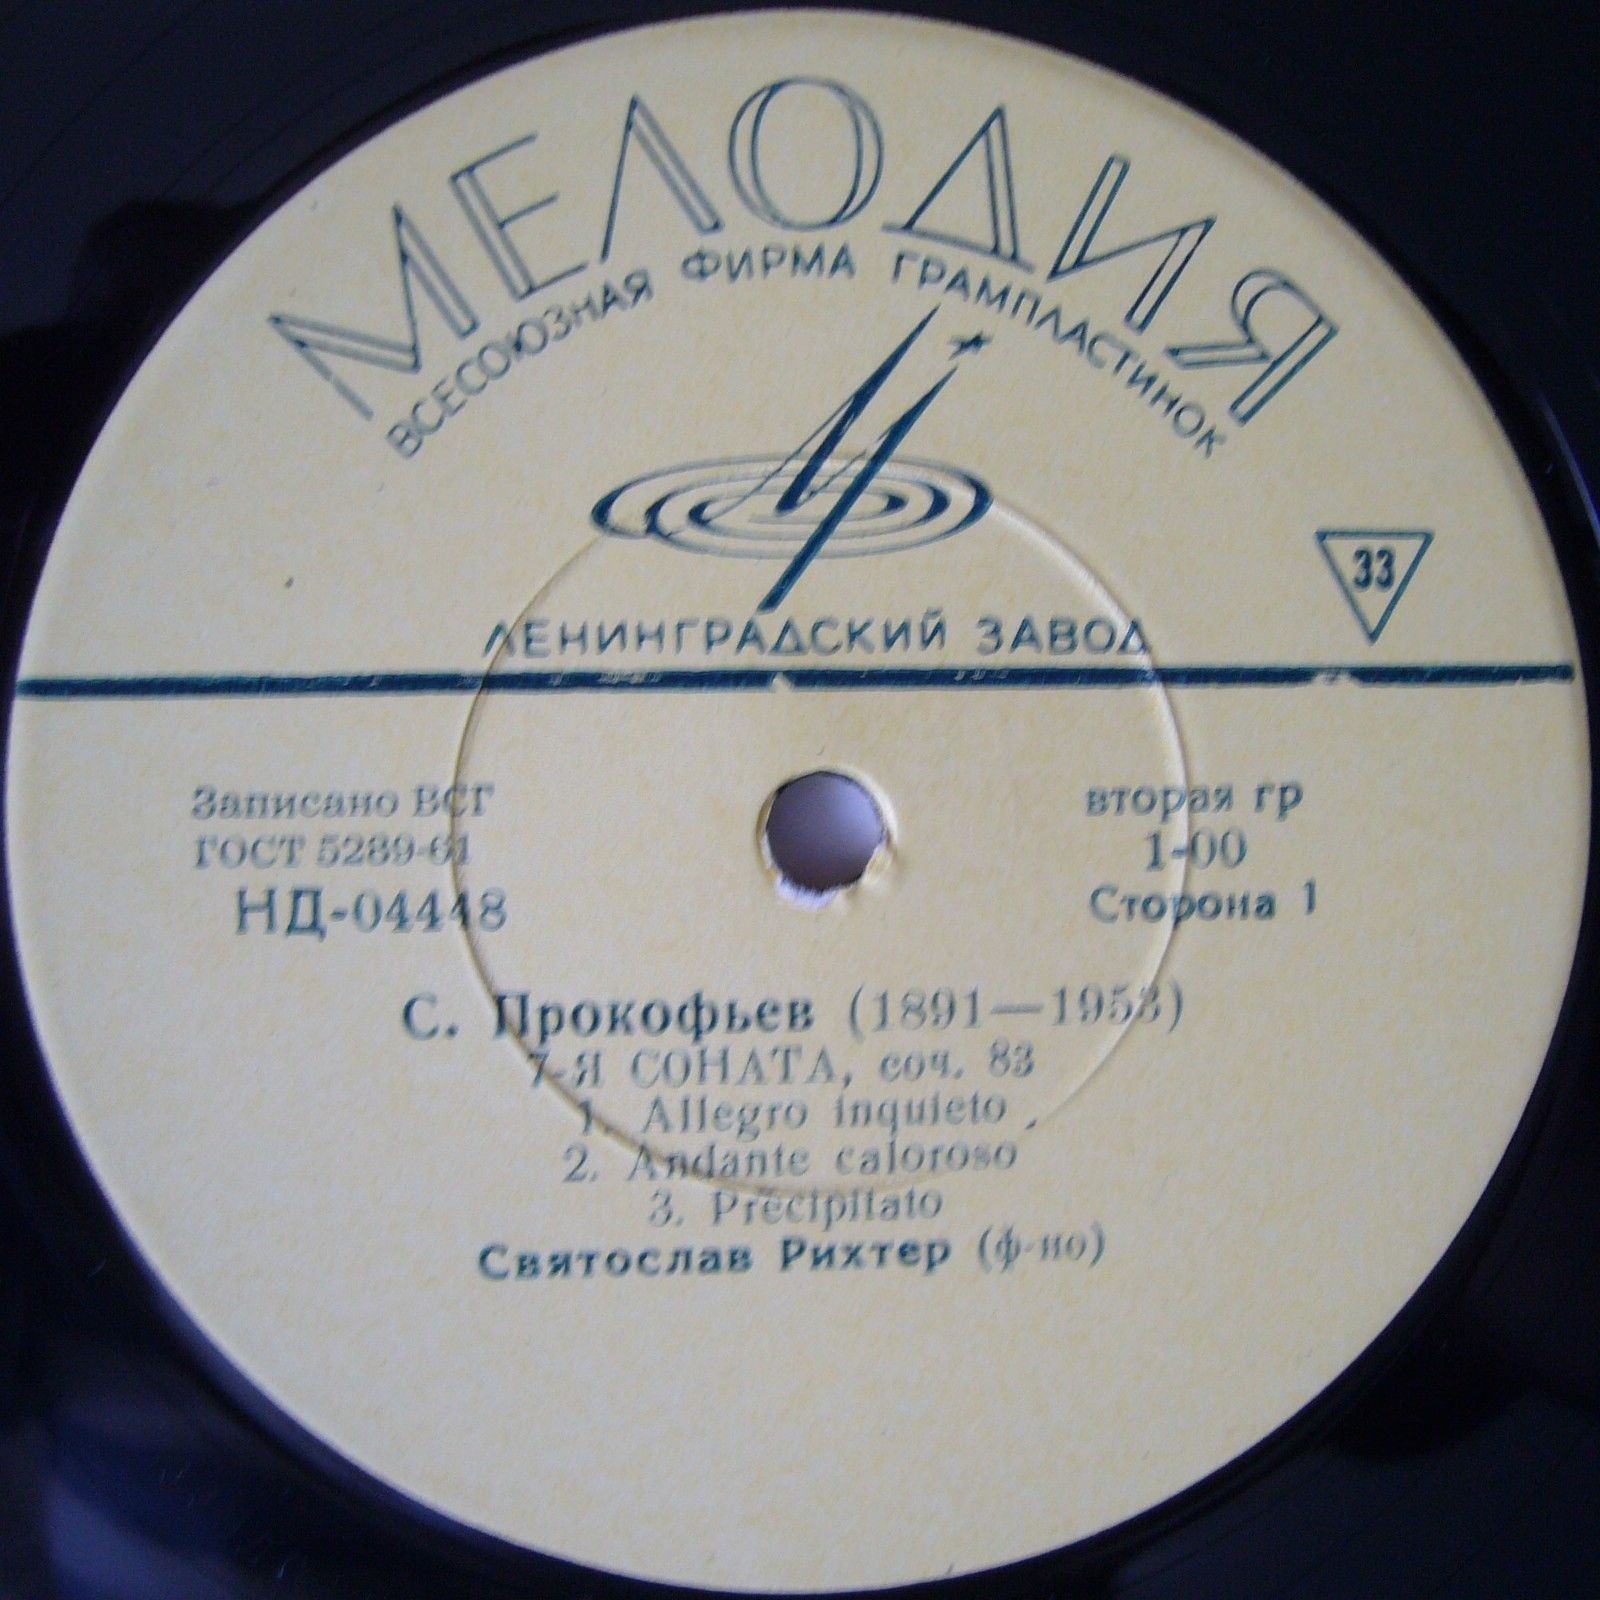 МЕЛОДИЯ
ВСЕСОЮЗНАЯ ФИРМА ГРАМПЛАСТИНОК
33
ЛЕНИНГРАДСКИЙ ЗАВОД
Записано ВСГ
ГОСТ 5289-61
НД-04448
вторая гр
1-00
Сторона 1
С. Прокофьев (1891—1953)
7-Я СОНАТА, соч. 83
1. Allegro inquieto
2. Andante caloroso
3. Precipitato
Святослав Рихтер (ф-но)